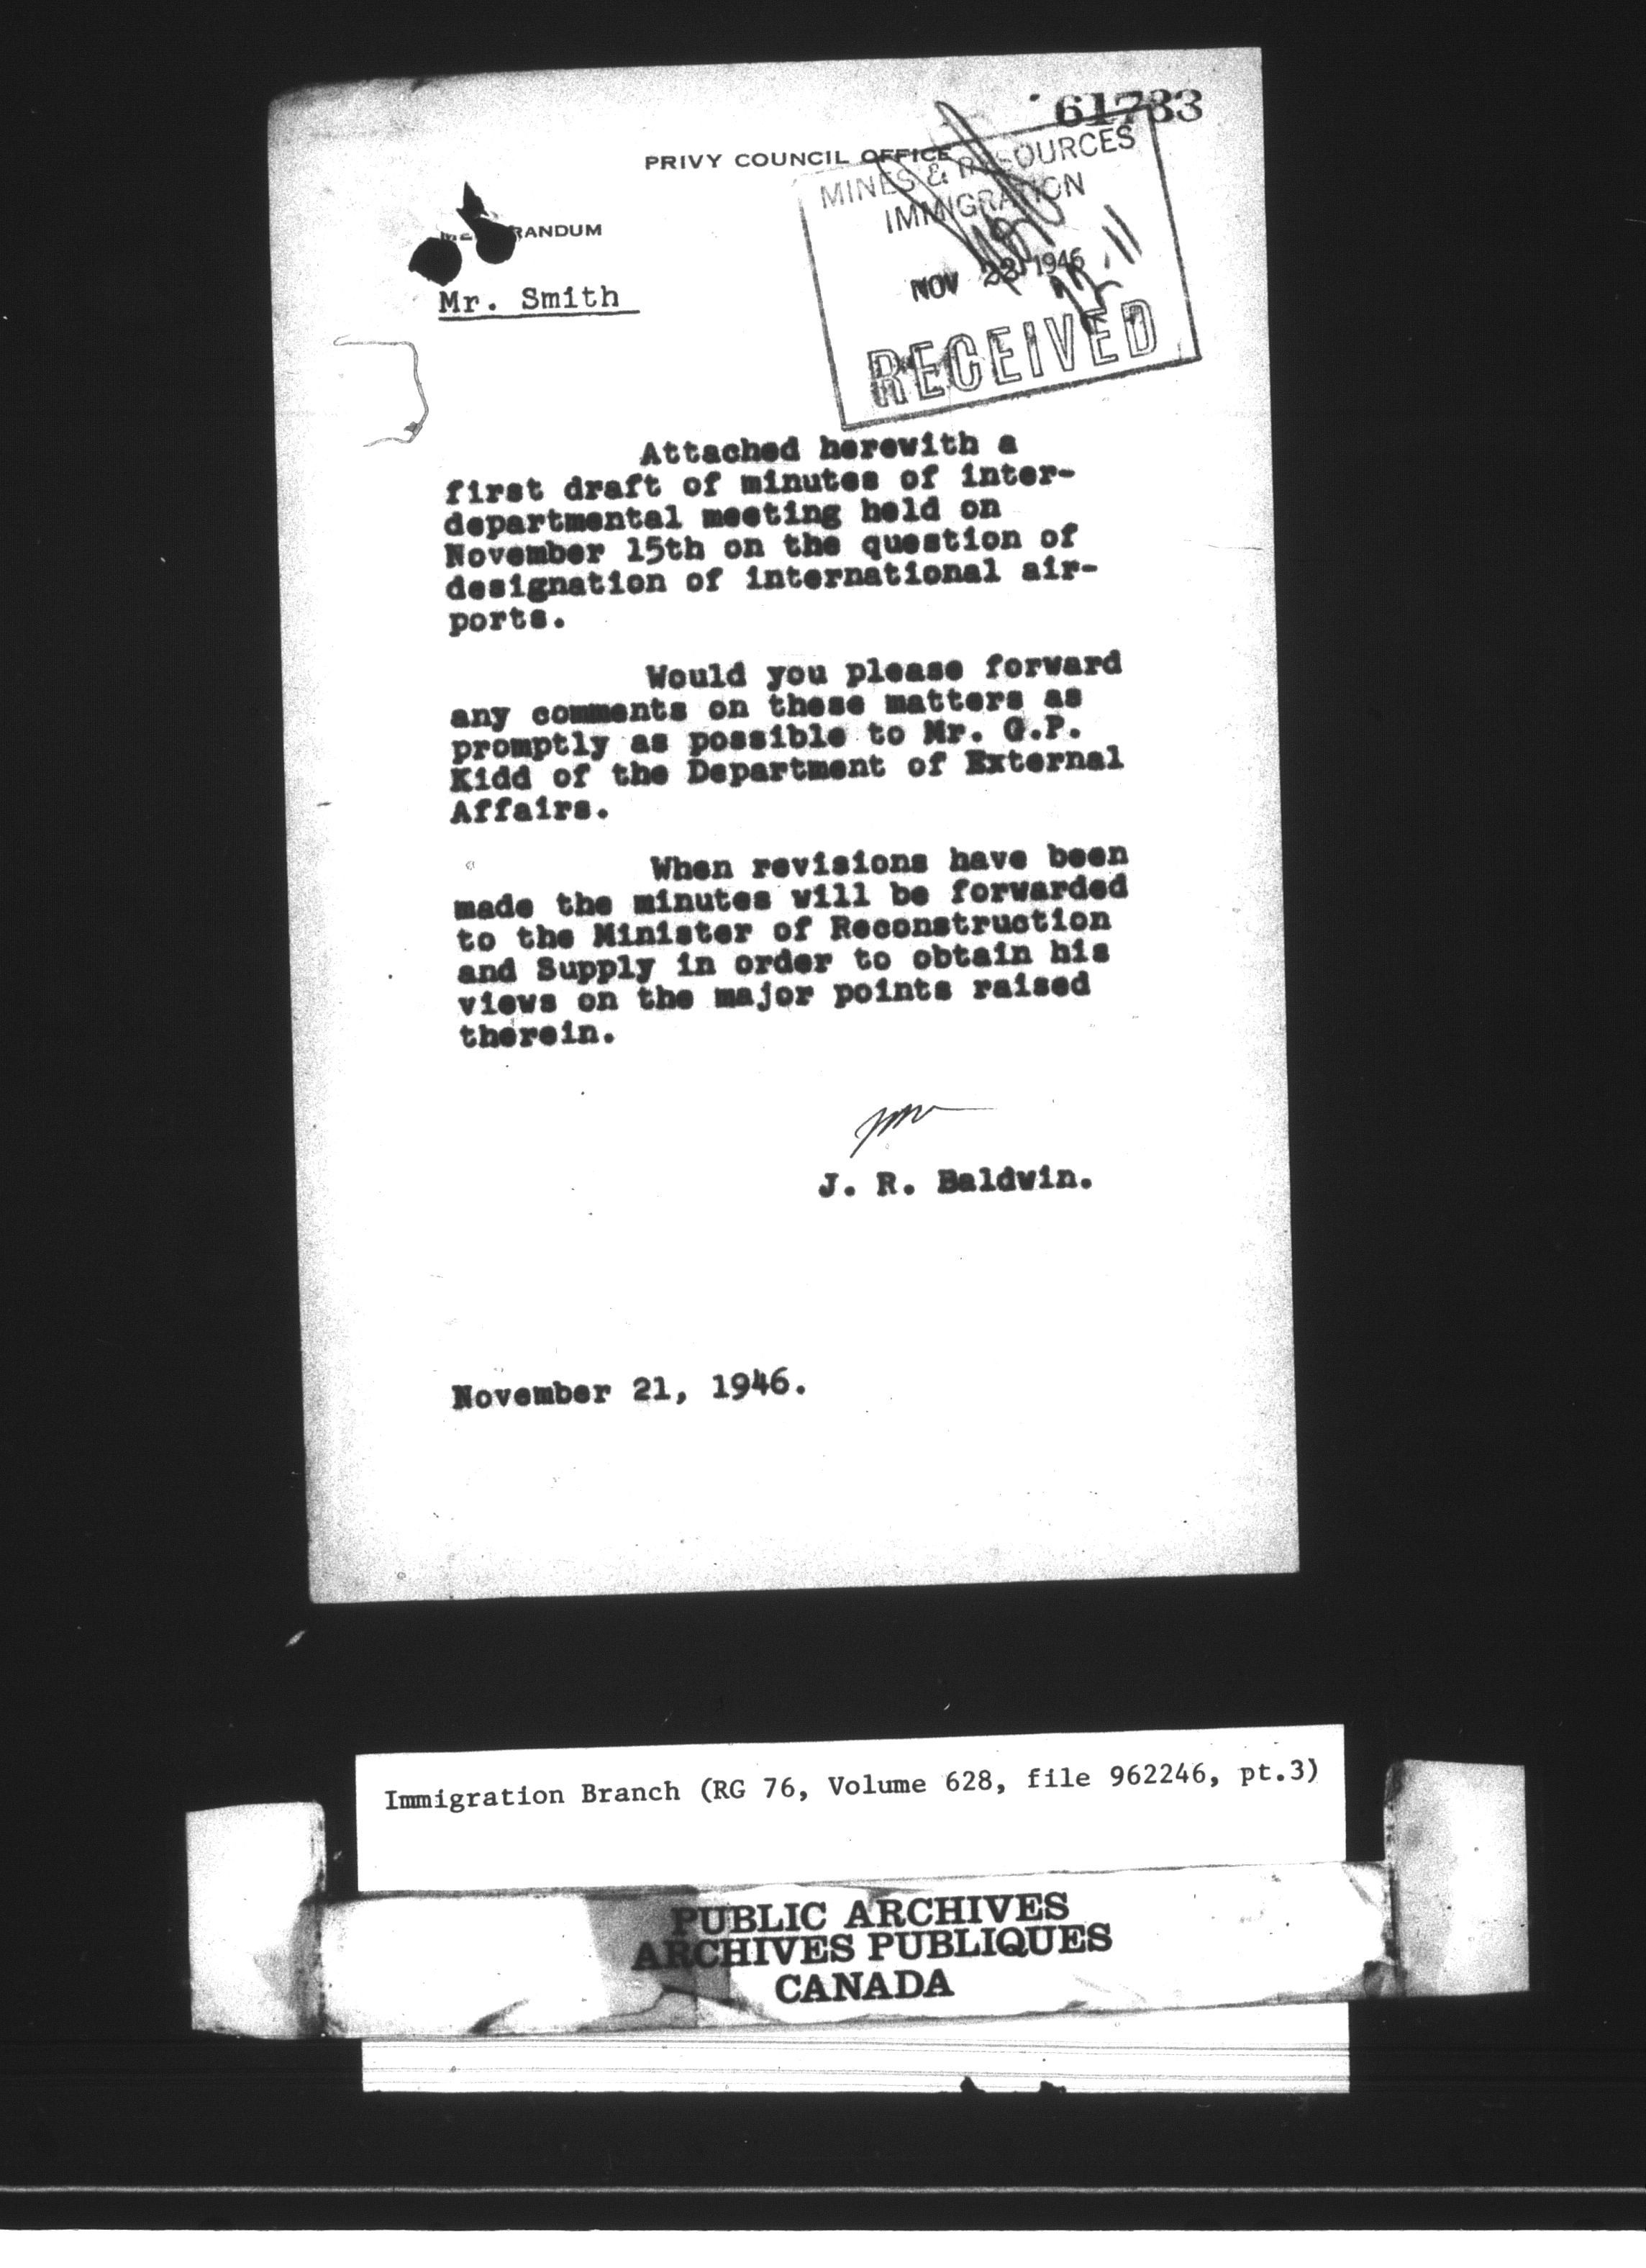 61783
PRIVY COUNCIL OFFICE
MINES & RESOURCES
IMMIGRATION
NOV 22 1946
22-11
RECEIVED
MEMORANDUM
Mr. Smith
Attached herewith a
first draft of minutes of inter-
departmental meeting held on
November 15th on the question of
designation of international air-
ports.
Would you please forward
any comments on these matters as
promptly as possible to Mr. G.P.
Kidd of the Department of External
Affairs.
When revisions have been
made the minutes will be forwarded
to the Minister of Reconstruction
and Supply in order to obtain his
views on the major points raised
therein.
J. R. Baldwin.
November 21, 1946.
Immigration Branch (RG 76, Volume 628, file 962246, pt.3)
PUBLIC ARCHIVES
ARCHIVES PUBLIQUES
CANADA